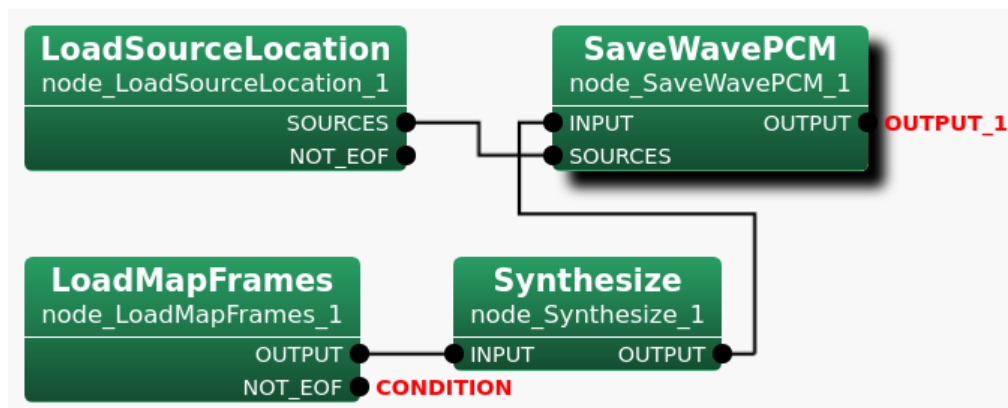 LoadSourceLocation
node_LoadSourceLocation_1
SOURCES
NOT_EOF
SaveWavePCM
node_SaveWavePCM_1
INPUT OUTPUT OUTPUT_1
SOURCES
LoadMapFrames
node_LoadMapFrames_1
OUTPUT
NOT_EOF CONDITION
Synthesize
node_Synthesize_1
INPUT OUTPUT